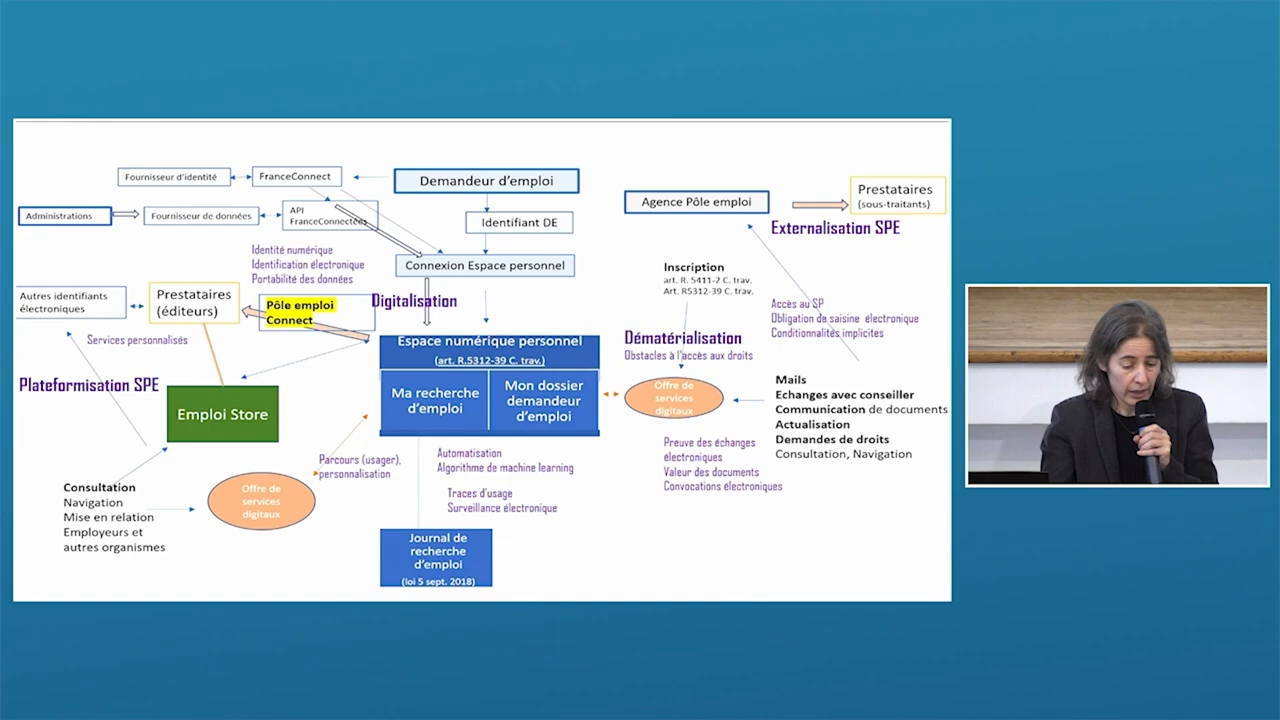 Fournisseur d'identité
FranceConnect
Demandeur d'emploi
Agence Pôle emploi
Prestataires
(sous-traitants)
Administrations
Fournisseur de données
API
FranceConnectées
Identifiant DE
Externalisation SPE
Identité numérique
Identification électronique
Portabilité des données
Connexion Espace personnel
Inscription
art. R. 5411-2 C. trav.
Art. R5312-39 C. trav.
Autres identifiants
électroniques
Prestataires
(éditeurs)
Pôle emploi
Connect
Digitalisation
Accès au SP
Obligation de saisine électronique
Conditionnalités implicites
Services personnalisés
Espace numérique personnel
(art. R.5312-39 C. trav.)
Dématérialisation
Obstacles à l'accès aux droits
Plateformisation SPE
Emploi Store
Ma recherche
d'emploi
Mon dossier
demandeur
d'emploi
Offre de
services
digitaux
Mails
Echanges avec conseiller
Communication de documents
Actualisation
Demandes de droits
Consultation, Navigation
Parcours (usager),
personnalisation
Automatisation
Algorithme de machine learning
Traces d'usage
Surveillance électronique
Preuve des échanges
électroniques
Valeur des documents
Convocations électroniques
Consultation
Navigation
Mise en relation
Employeurs et
autres organismes
Offre de
services
digitaux
Journal de
recherche
d'emploi
(loi 5 sept. 2018)